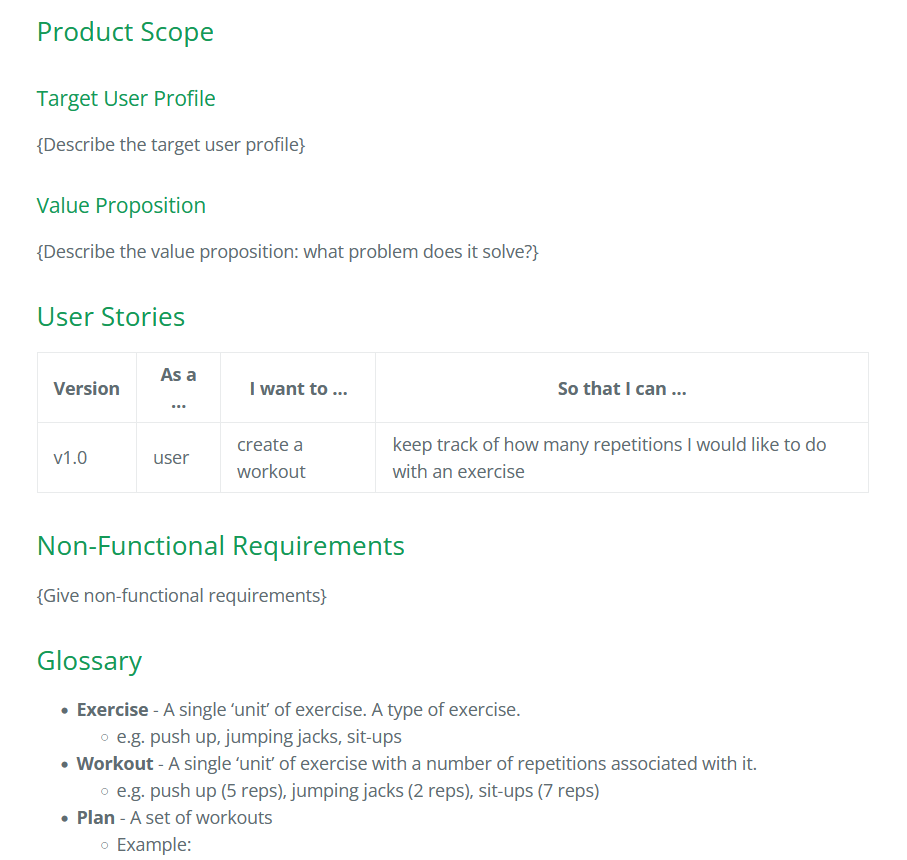 Product Scope
Target User Profile
{Describe the target user profile}
Value Proposition
{Describe the value proposition: what problem does it solve?}
User Stories
Version
As a
...
I want to ...
So that I can ...
v1.0
user
create a
workout
keep track of how many repetitions I would like to do
with an exercise
Non-Functional Requirements
{Give non-functional requirements}
Glossary
• Exercise - A single ‘unit’ of exercise. A type of exercise.
◦ e.g. push up, jumping jacks, sit-ups
• Workout - A single ‘unit’ of exercise with a number of repetitions associated with it.
◦ e.g. push up (5 reps), jumping jacks (2 reps), sit-ups (7 reps)
• Plan - A set of workouts
◦ Example: